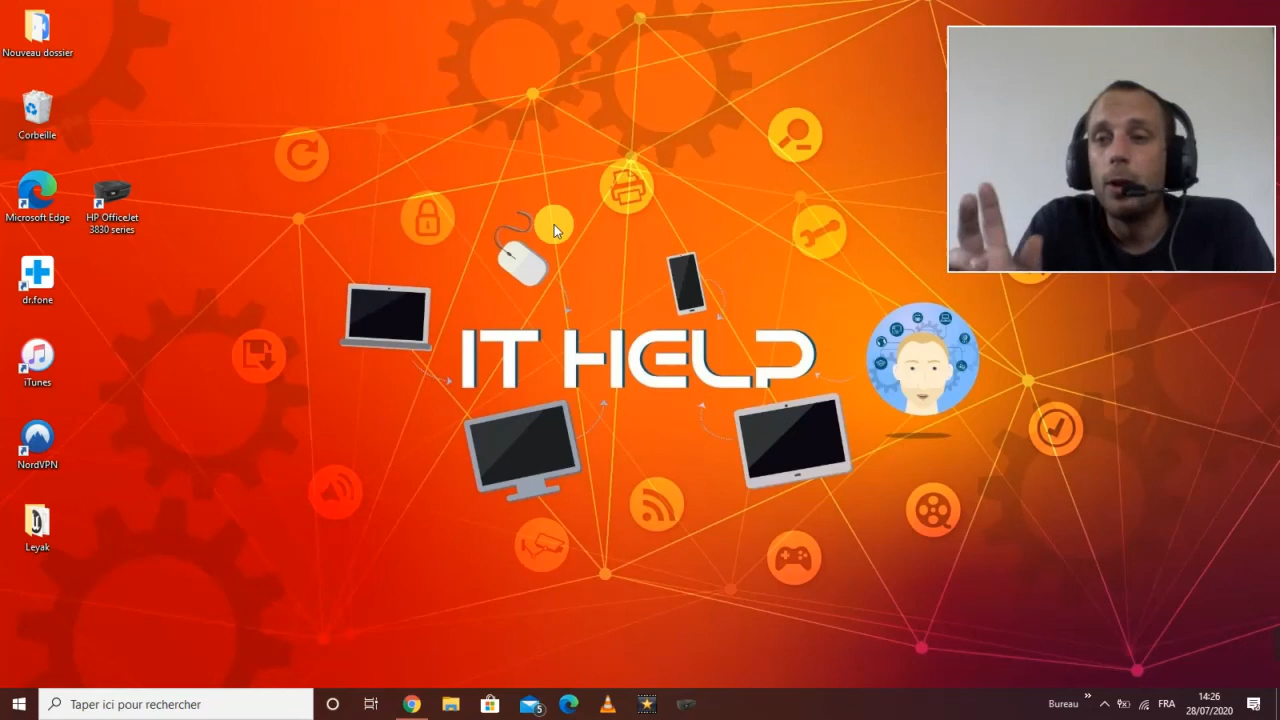 Nouveau dossier
Corbeille
Microsoft Edge
HP OfficeJet
3830 series
dr.fone
iTunes
NordVPN
Leyak
IT HELP
Taper ici pour rechercher
5
Bureau
FRA
14:26
28/07/2020